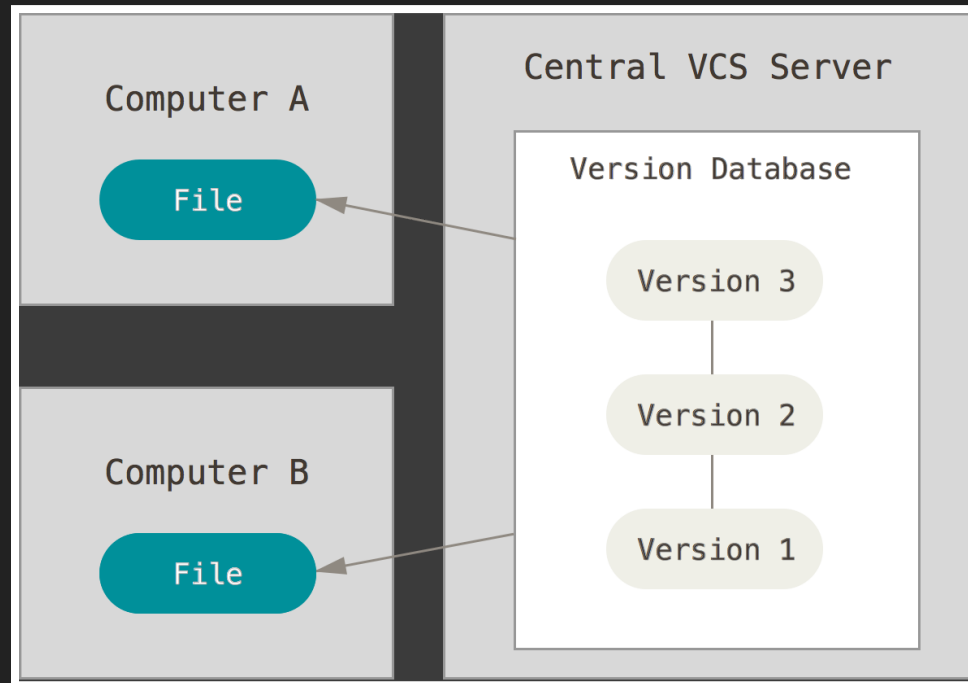 Computer A
File
Computer B
File
Central VCS Server
Version Database
Version 3
Version 2
Version 1